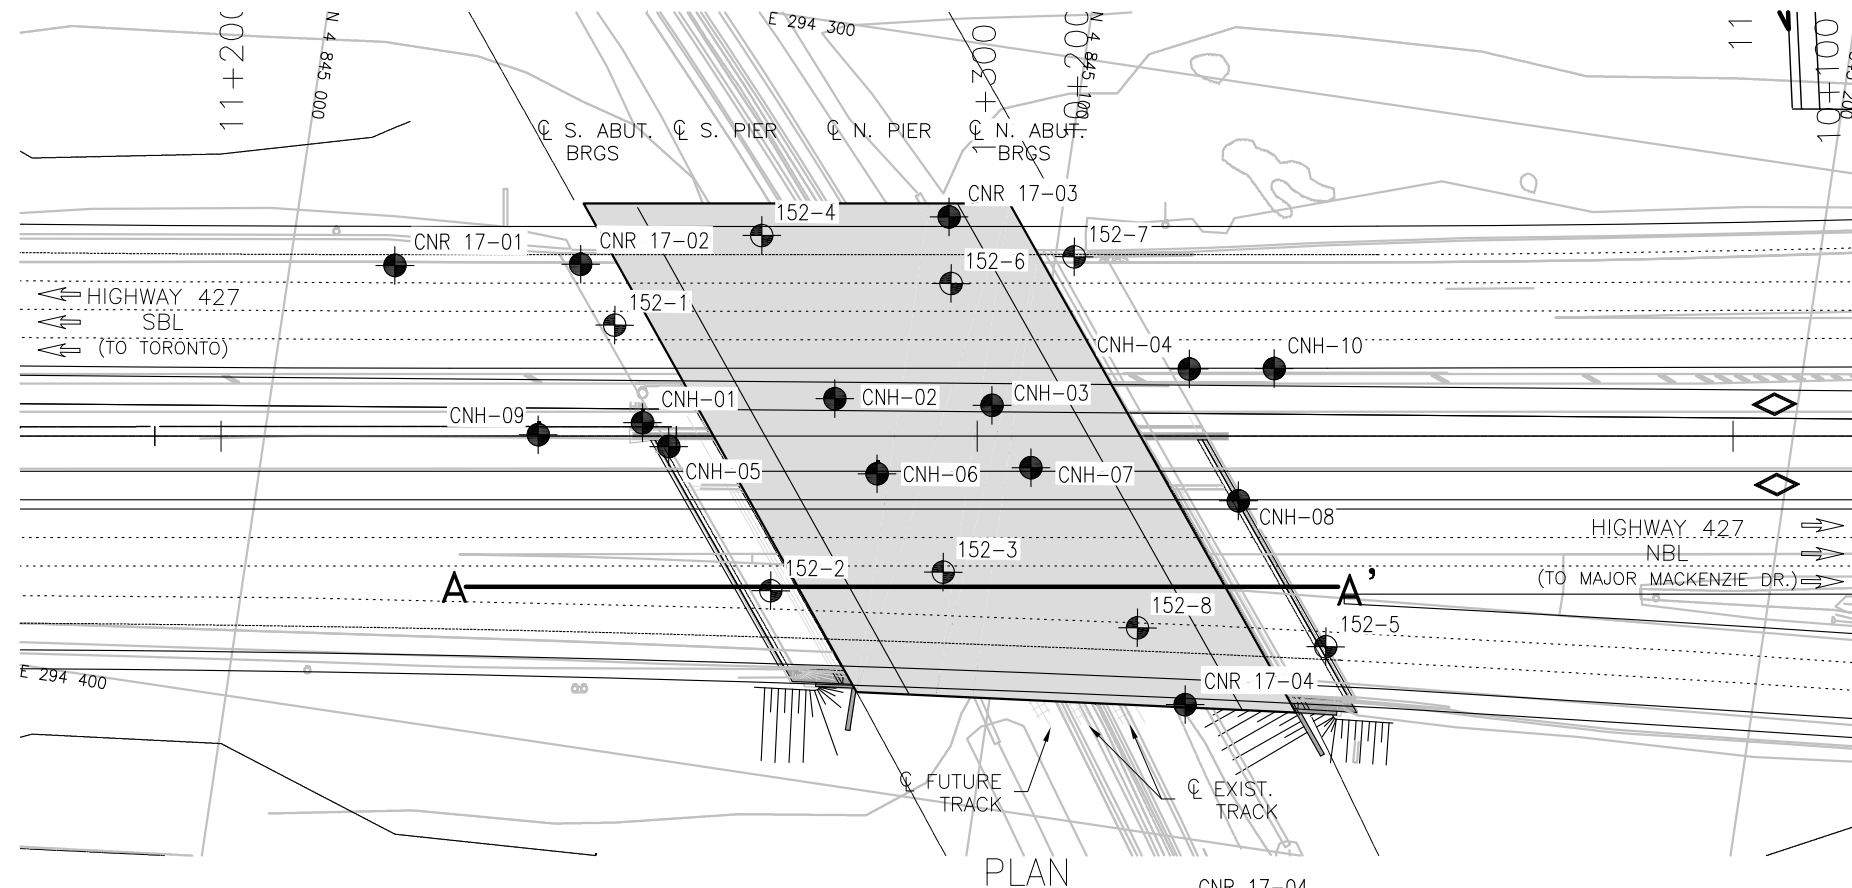 11+200
N 4 845 000
E 294 300
11+300
N 4 845 100
10+200
11
10+100
200
℄ S. ABUT.
BRGS
℄ S. PIER
℄ N. PIER
℄ N. ABUT.
BRGS
CNR 17-03
152-4
CNR 17-01
CNR 17-02
152-7
152-6
HIGHWAY 427
SBL
(TO TORONTO)
152-1
CNH-04
CNH-10
CNH-01
CNH-02
CNH-03
CNH-09
CNH-05
CNH-06
CNH-07
CNH-08
HIGHWAY 427
NBL
(TO MAJOR MACKENZIE DR.)
152-3
152-2
A
A'
152-8
152-5
E 294 400
CNR 17-04
℄ FUTURE
TRACK
℄ EXIST.
TRACK
PLAN
CNR 17-04